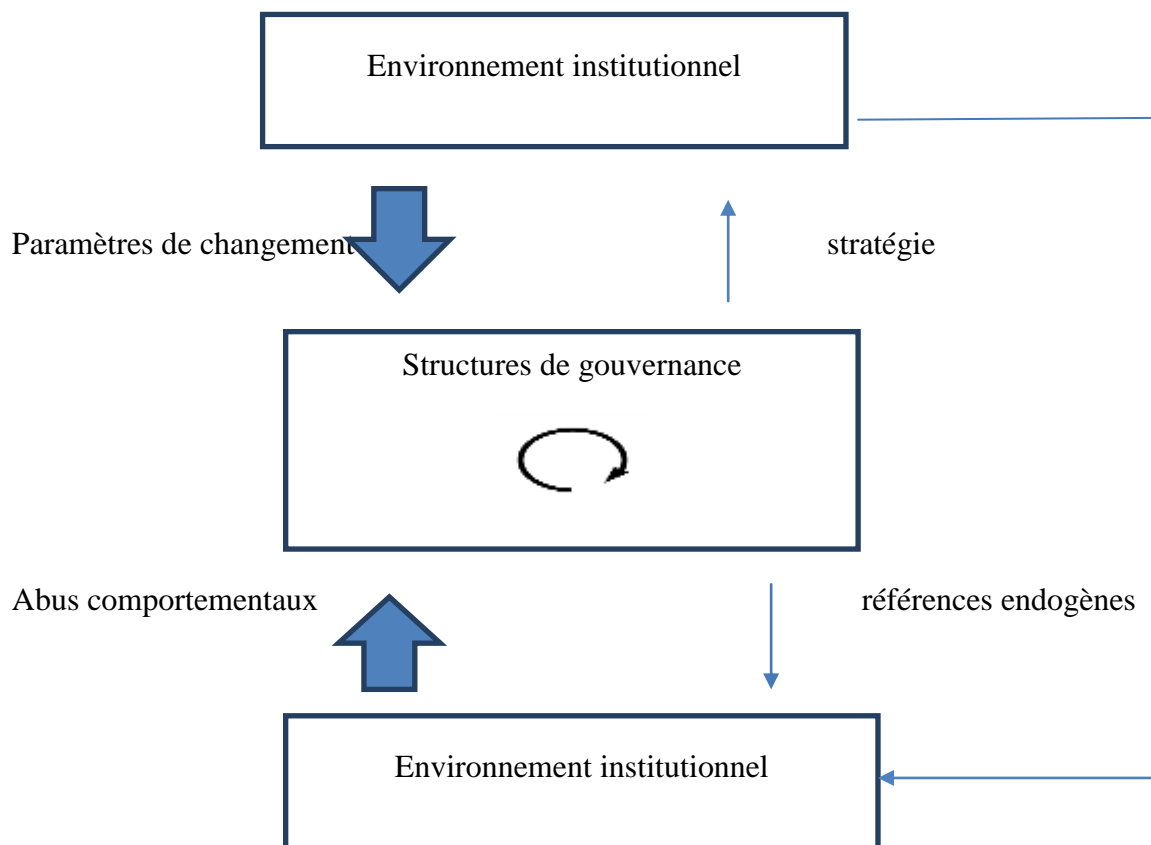 Environnement institutionnel
Paramètres de changement
stratégie
Structures de gouvernance
Abus comportementaux
références endogènes
Environnement institutionnel